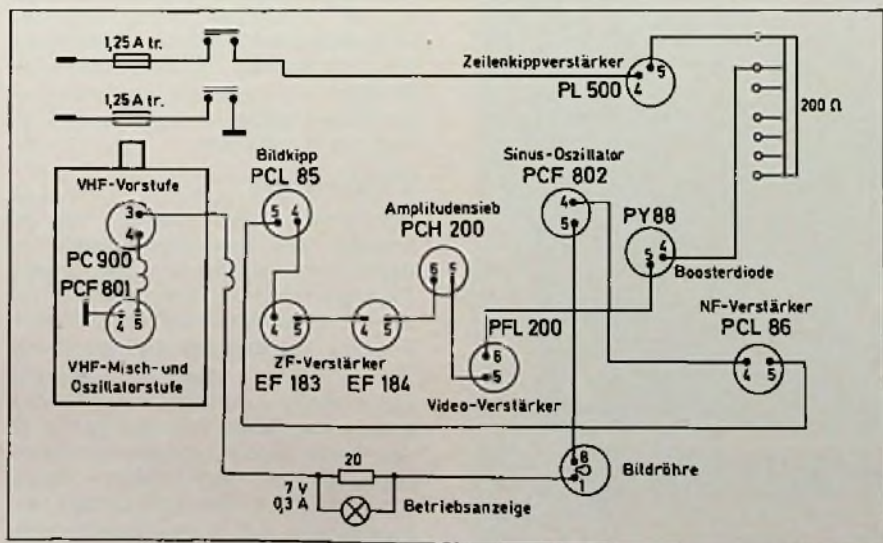 1,25 A tr.
1,25 A tr.
Zeilenkippverstärker
PL 500
5
4
200 Ω
VHF-Vorstufe
3
4
PC 900
PCF 801
4 5
VHF-Misch- und
Oszillatorstufe
Bildkipp
PCL 85
5 4
4 5
4 5
ZF-Verstärker
EF 183 EF 184
Amplitudensieb
PCH 200
6 5
Sinus-Oszillator
PCF 802
4
5
PY 88
4
5
Boosterdiode
PFL 200
6
5
Video-Verstärker
NF-Verstärker
PCL 86
4 5
20
7 V
0,3 A
Betriebsanzeige
8
1
Bildröhre